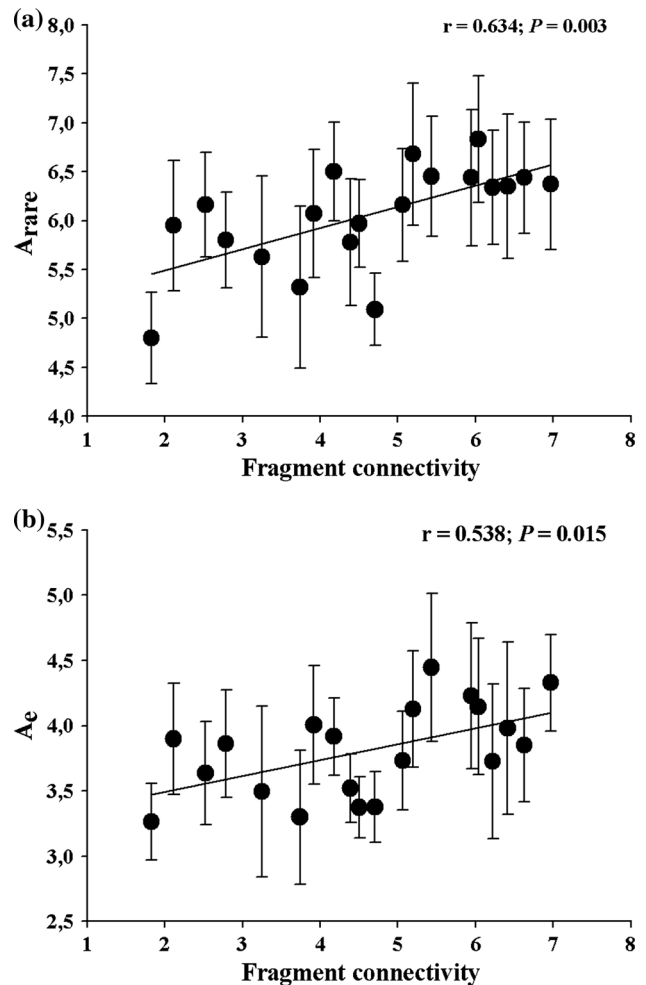 (a)
r = 0.634; P = 0.003
8,0
7,5
7,0
6,5
6,0
5,5
5,0
4,5
4,0
Arare
1 2 3 4 5 6 7 8
Fragment connectivity
(b)
r = 0.538; P = 0.015
5,5
5,0
4,5
4,0
3,5
3,0
2,5
Ae
1 2 3 4 5 6 7 8
Fragment connectivity